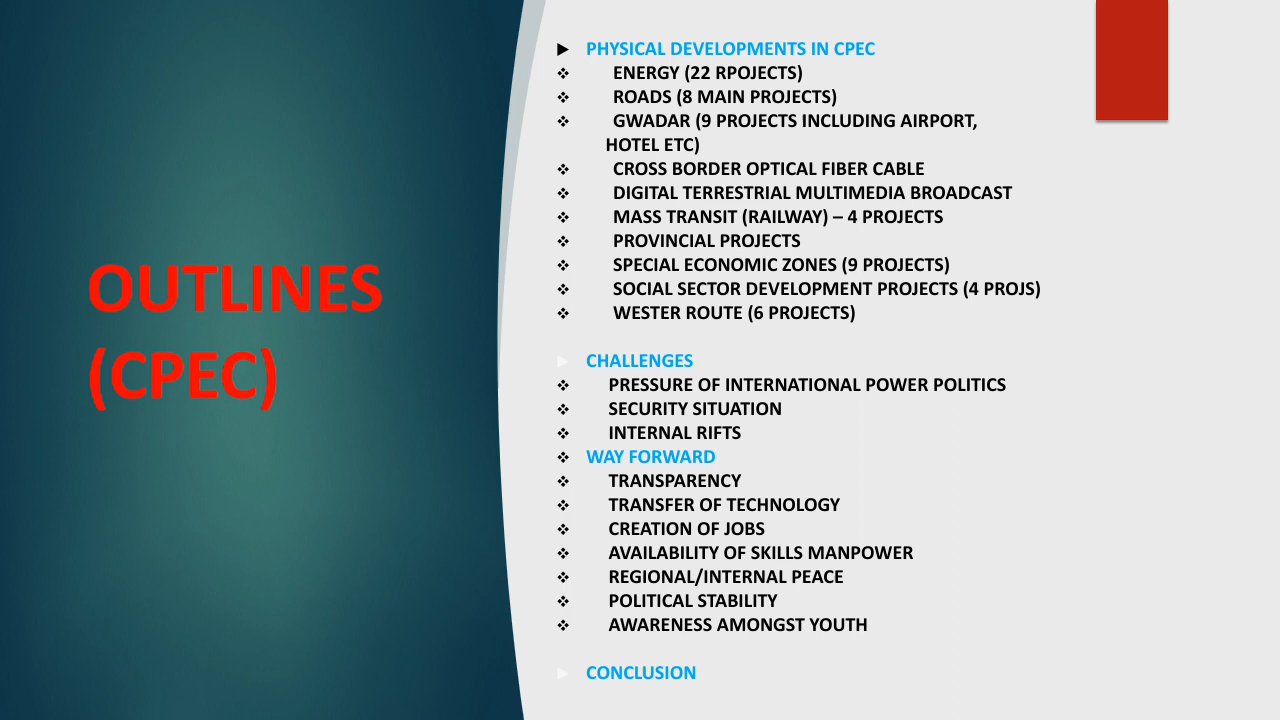 OUTLINES
(CPEC)
PHYSICAL DEVELOPMENTS IN CPEC
ENERGY (22 RPOJECTS)
ROADS (8 MAIN PROJECTS)
GWADAR (9 PROJECTS INCLUDING AIRPORT,
HOTEL ETC)
CROSS BORDER OPTICAL FIBER CABLE
DIGITAL TERRESTRIAL MULTIMEDIA BROADCAST
MASS TRANSIT (RAILWAY) – 4 PROJECTS
PROVINCIAL PROJECTS
SPECIAL ECONOMIC ZONES (9 PROJECTS)
SOCIAL SECTOR DEVELOPMENT PROJECTS (4 PROJS)
WESTER ROUTE (6 PROJECTS)
CHALLENGES
PRESSURE OF INTERNATIONAL POWER POLITICS
SECURITY SITUATION
INTERNAL RIFTS
WAY FORWARD
TRANSPARENCY
TRANSFER OF TECHNOLOGY
CREATION OF JOBS
AVAILABILITY OF SKILLS MANPOWER
REGIONAL/INTERNAL PEACE
POLITICAL STABILITY
AWARENESS AMONGST YOUTH
CONCLUSION